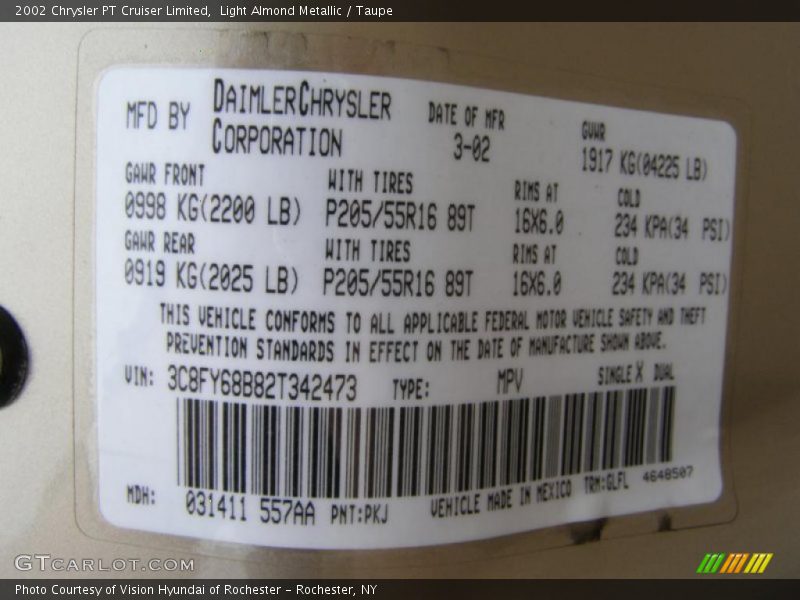 2002 Chrysler PT Cruiser Limited,  Light Almond Metallic / Taupe
MFD BY DAIMLERCHRYSLER CORPORATION
DATE OF MFR 3-02
GVWR 1917 KG(04225 LB)
GAWR FRONT WITH TIRES RIMS AT COLD
0998 KG(2200 LB) P205/55R16 89T 16X6.0 234 KPA(34 PSI)
GAWR REAR WITH TIRES RIMS AT COLD
0919 KG(2025 LB) P205/55R16 89T 16X6.0 234 KPA(34 PSI)
THIS VEHICLE CONFORMS TO ALL APPLICABLE FEDERAL MOTOR VEHICLE SAFETY AND THEFT
PREVENTION STANDARDS IN EFFECT ON THE DATE OF MANUFACTURE SHOWN ABOVE.
VIN: 3C8FY68B82T342473 TYPE: MPV SINGLE X DUAL
MDH: 031411 557AA PNT:PKJ VEHICLE MADE IN MEXICO TRM:GLFL 4648507
GTCARLOT.COM
Photo Courtesy of Vision Hyundai of Rochester – Rochester, NY